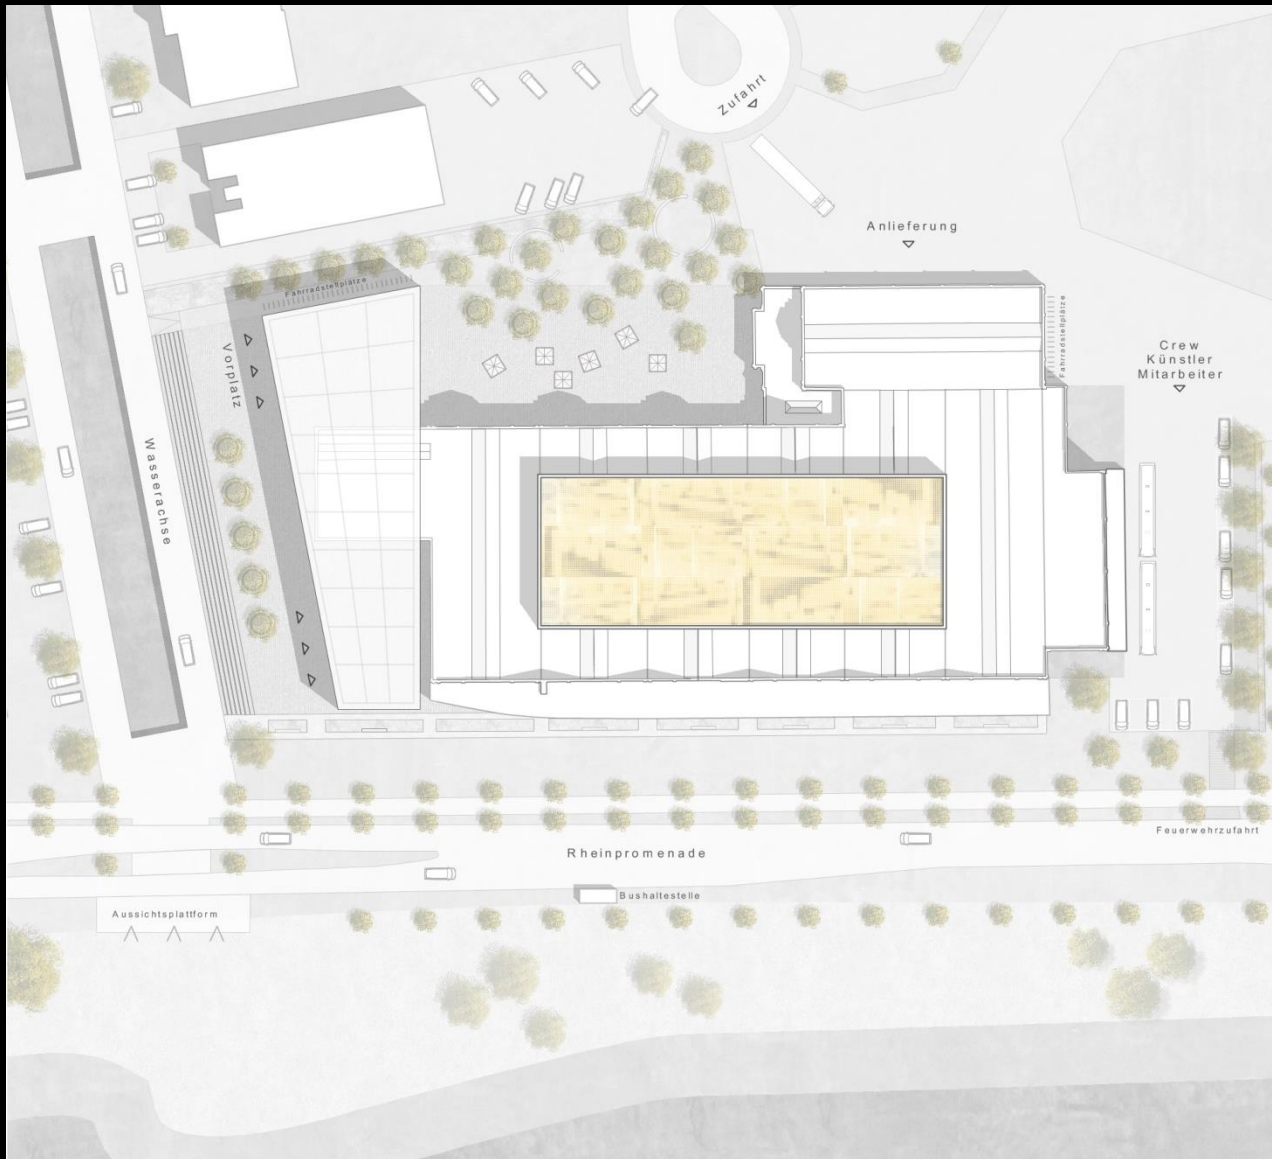 Zufahrt
Anlieferung
Fahrradstellplätze
Fahrradstellplätze
Vorplatz
Crew
Künstler
Mitarbeiter
Wasserachse
Feuerwehrzufahrt
Rheinpromenade
Bushaltestelle
Aussichtsplattform